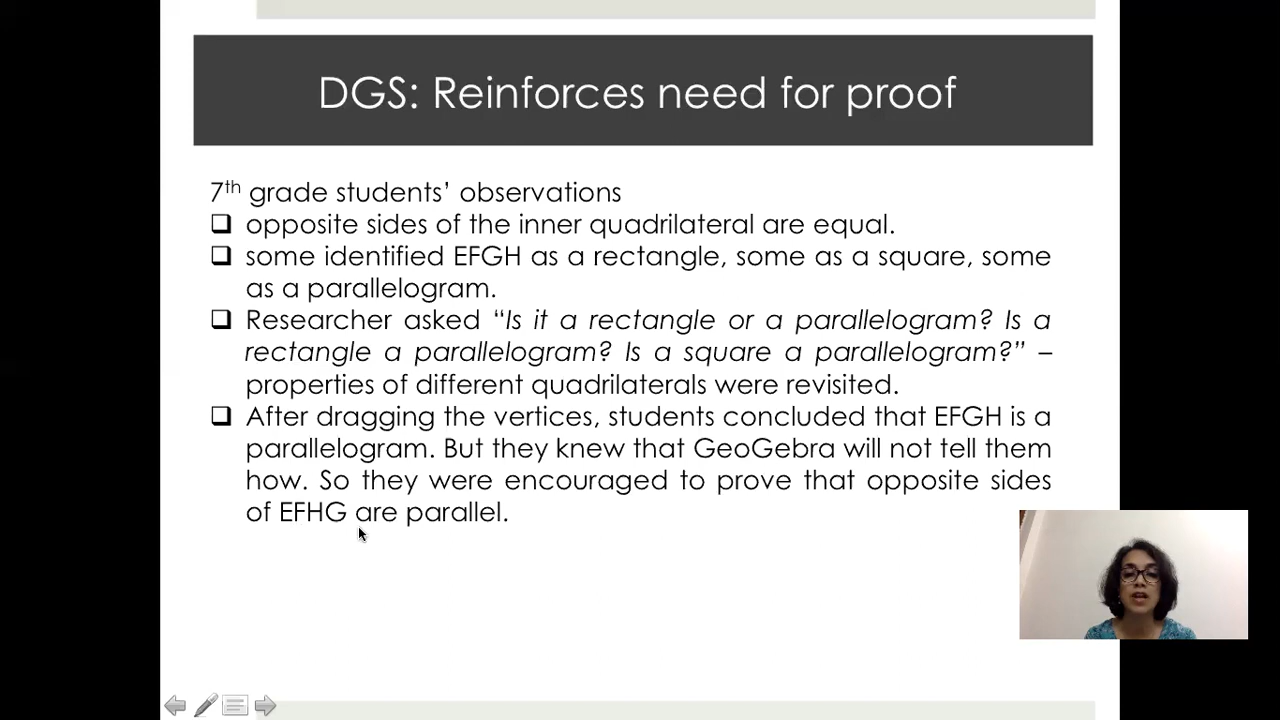 DGS: Reinforces need for proof
7th grade students’ observations
❑ opposite sides of the inner quadrilateral are equal.
❑ some identified EFGH as a rectangle, some as a square, some
as a parallelogram.
❑ Researcher asked “Is it a rectangle or a parallelogram? Is a
rectangle a parallelogram? Is a square a parallelogram?” –
properties of different quadrilaterals were revisited.
❑ After dragging the vertices, students concluded that EFGH is a
parallelogram. But they knew that GeoGebra will not tell them
how. So they were encouraged to prove that opposite sides
of EFHG are parallel.